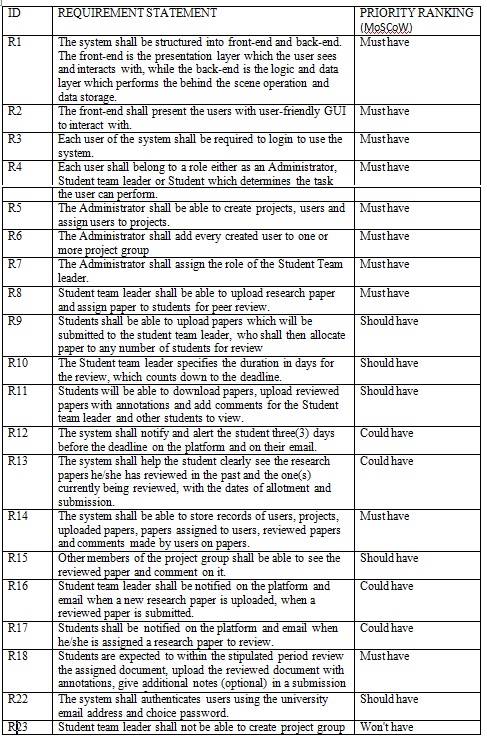 ID REQUIREMENT STATEMENT PRIORITY RANKING
(MoSCoW)
R1 The system shall be structured into front-end and back-end. Must have
The front-end is the presentation layer which the user sees
and interacts with, while the back-end is the logic and data
layer which performs the behind the scene operation and
data storage.
R2 The front-end shall present the users with user-friendly GUI Must have
to interact with.
R3 Each user of the system shall be required to login to use the Must have
system.
R4 Each user shall belong to a role either as an Administrator, Must have
Student team leader or Student which determines the task
the user can perform.
R5 The Administrator shall be able to create projects, users and Must have
assign users to projects.
R6 The Administrator shall add every created user to one or Must have
more project group
R7 The Administrator shall assign the role of the Student Team Must have
leader.
R8 Student team leader shall be able to upload research paper Must have
and assign paper to students for peer review.
R9 Students shall be able to upload papers which will be Should have
submitted to the student team leader, who shall then allocate
paper to any number of students for review
R10 The Student team leader specifies the duration in days for Should have
the review, which counts down to the deadline.
R11 Students will be able to download papers, upload reviewed Should have
papers with annotations and add comments for the Student
team leader and other students to view.
R12 The system shall notify and alert the student three(3) days Could have
before the deadline on the platform and on their email.
R13 The system shall help the student clearly see the research Could have
papers he/she has reviewed in the past and the one(s)
currently being reviewed, with the dates of allotment and
submission.
R14 The system shall be able to store records of users, projects, Must have
uploaded papers, papers assigned to users, reviewed papers
and comments made by users on papers.
R15 Other members of the project group shall be able to see the Should have
reviewed paper and comment on it.
R16 Student team leader shall be notified on the platform and Could have
email when a new research paper is uploaded, when a
reviewed paper is submitted.
R17 Students shall be notified on the platform and email when Could have
he/she is assigned a research paper to review.
R18 Students are expected to within the stipulated period review Must have
the assigned document, upload the reviewed document with
annotations, give additional notes (optional) in a submission
R22 The system shall authenticates users using the university Should have
email address and choice password.
R23 Student team leader shall not be able to create project group Won't have